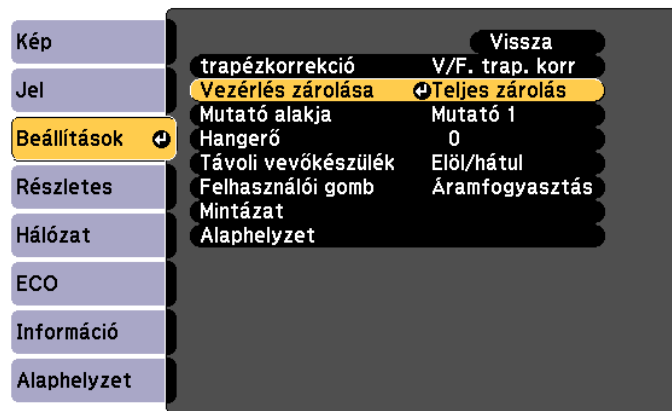 Kép
Jel
Beállítások
Részletes
Hálózat
ECO
Információ
Alaphelyzet
Vissza
trapézkorrekció V/F. trap. korr
Vezérlés zárolása Teljes zárolás
Mutató alakja Mutató 1
Hangerő 0
Távoli vevőkészülék Elöl/hátul
Felhasználói gomb Áramfogyasztás
Mintázat
Alaphelyzet